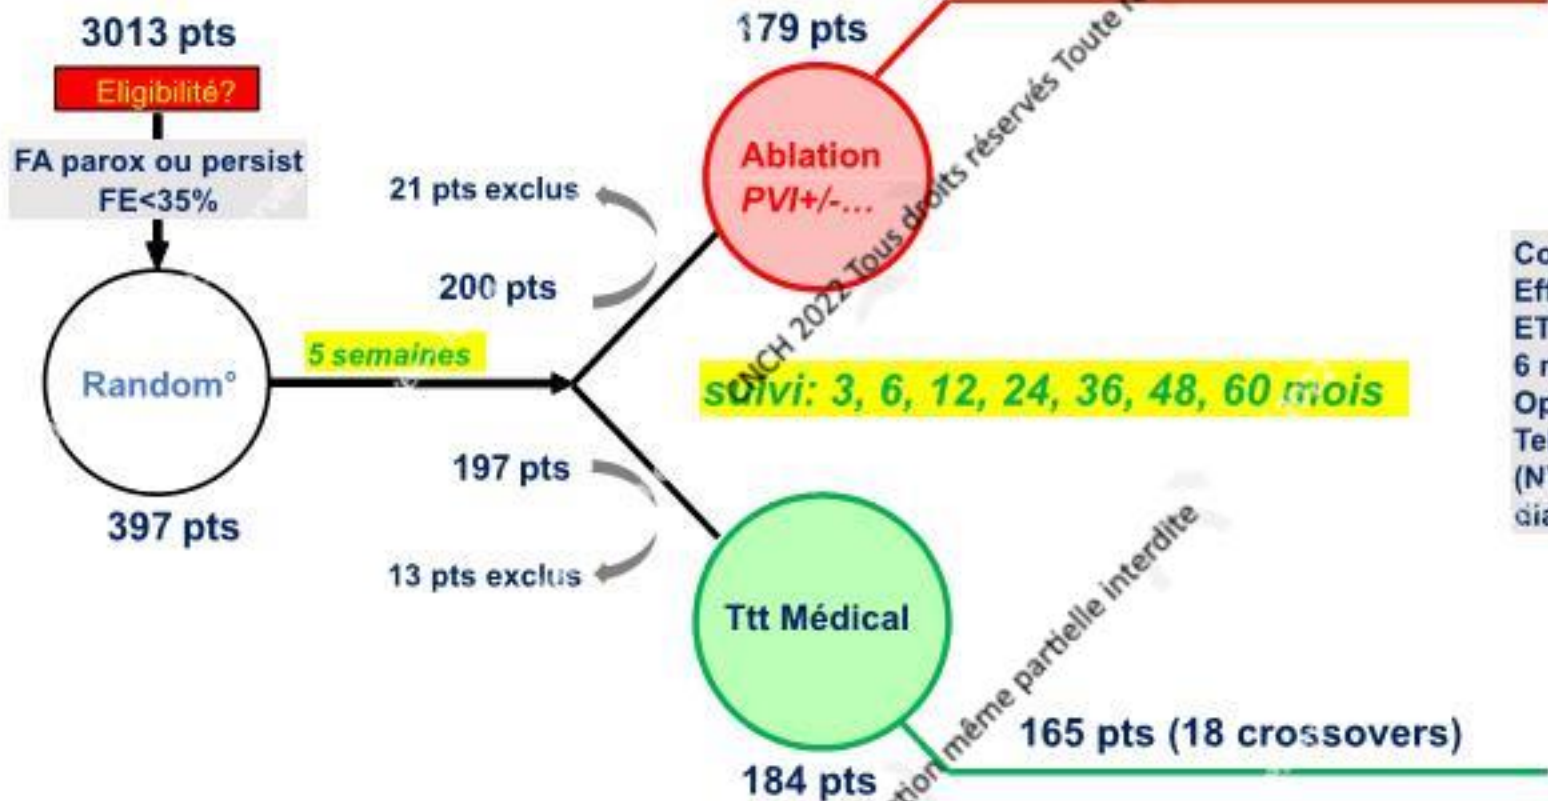 3013 pts
Eligibilité?
FA parox ou persist
FE<35%
Random°
397 pts
5 semaines
21 pts exclus
200 pts
197 pts
13 pts exclus
179 pts
Ablation
PVI+/-...
suivi: 3, 6, 12, 24, 36, 48, 60 mois
Ttt Médical
184 pts
165 pts (18 crossovers)
CNCH 2022 Tous droits réservés Toute
même partielle interdite